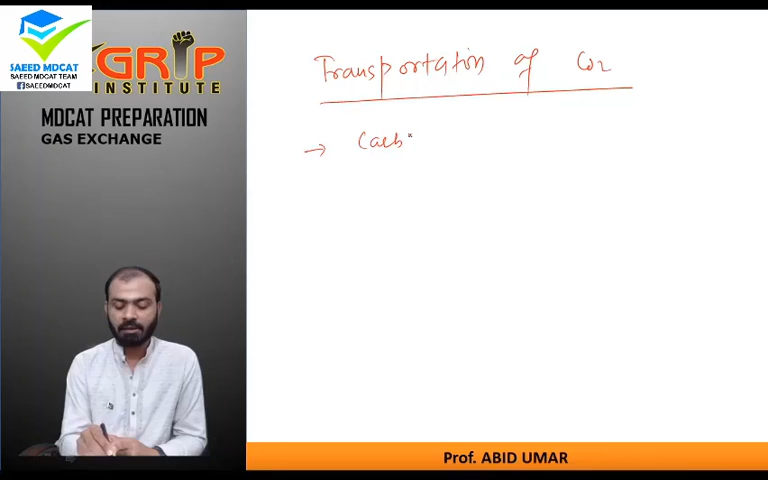 SAEED MDCAT
SAEED MDCAT TEAM
SAEEDMDCAT
GRIP
INSTITUTE
MDCAT PREPARATION
GAS EXCHANGE
Transportation of CO2
→ Carb
Prof. ABID UMAR